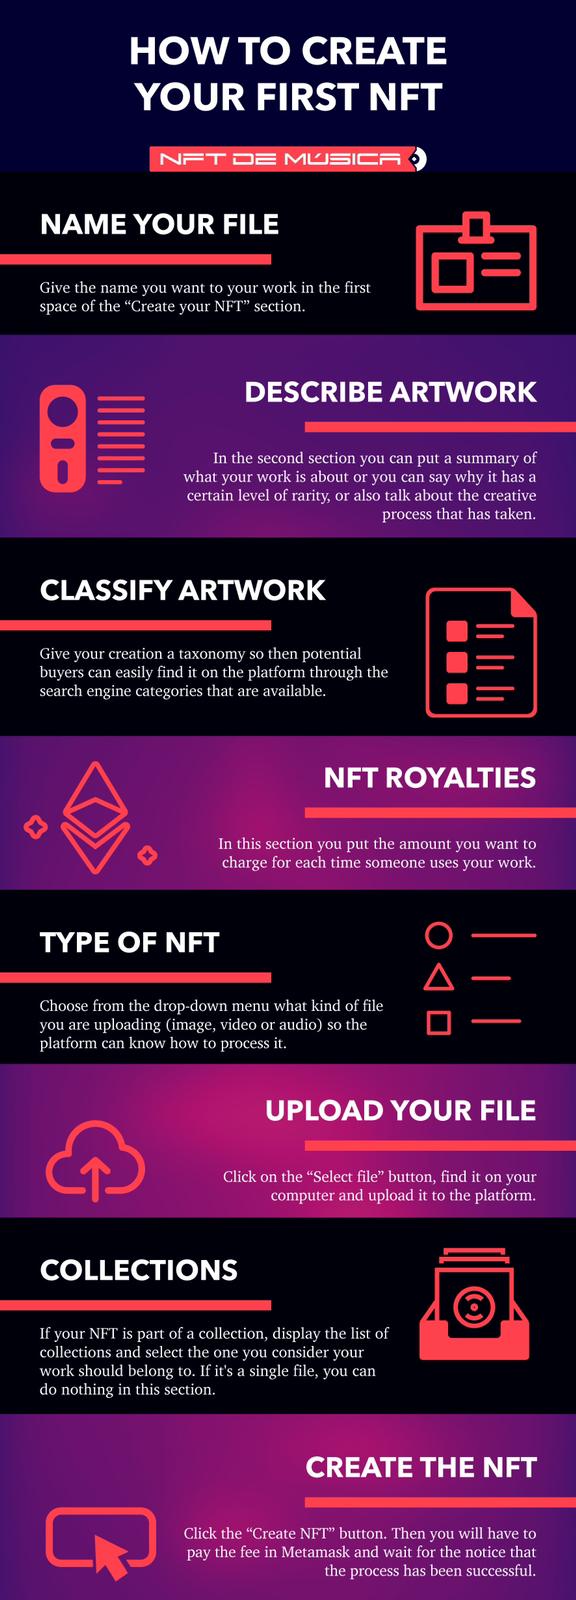 HOW TO CREATE
YOUR FIRST NFT
NFT DE MÚSICA
NAME YOUR FILE
Give the name you want to your work in the first
space of the “Create your NFT” section.
DESCRIBE ARTWORK
In the second section you can put a summary of
what your work is about or you can say why it has a
certain level of rarity, or also talk about the creative
process that has taken.
CLASSIFY ARTWORK
Give your creation a taxonomy so then potential
buyers can easily find it on the platform through the
search engine categories that are available.
NFT ROYALTIES
In this section you put the amount you want to
charge for each time someone uses your work.
TYPE OF NFT
Choose from the drop-down menu what kind of file
you are uploading (image, video or audio) so the
platform can know how to process it.
UPLOAD YOUR FILE
Click on the “Select file” button, find it on your
computer and upload it to the platform.
COLLECTIONS
If your NFT is part of a collection, display the list of
collections and select the one you consider your
work should belong to. If it's a single file, you can
do nothing in this section.
CREATE THE NFT
Click the “Create NFT” button. Then you will have to
pay the fee in Metamask and wait for the notice that
the process has been successful.